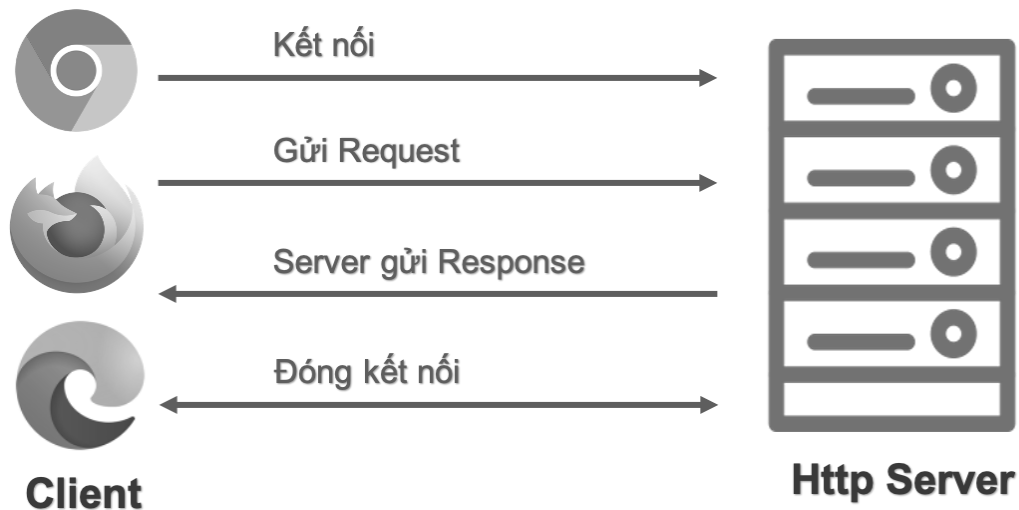 Kết nối
Gửi Request
Server gửi Response
Đóng kết nối
Client
Http Server